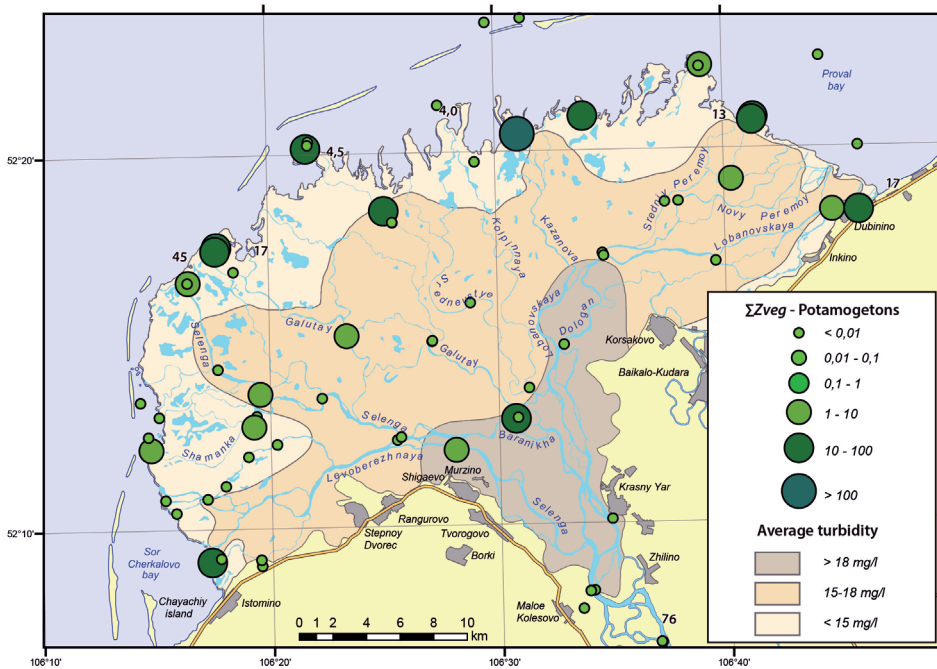 Proval
bay
4,0
13
52°20'
4,5
17
Sredniy Peremoy
Novy Peremoy
Lobanovskaya
Dubinino
Inkino
Kolpinnaya
Kazanova
45
17
Srednevstye
Galutay
Galutay
Lobanovskaya
Dologan
Selenga
Korsakovo
Baikalo-Kudara
Selenga
Baranikha
Shamanka
Levoberezhnaya
Murzino
Shigaevo
Selenga
Krasny Yar
Rangurovo
Stepnoy
Dvorec
Tvorogovo
Borki
52°10'
Sor
Cherkalovo
bay
Zhilino
Chayachiy
island
Istomino
Maloe
Kolesovo
76
0 1 2 4 6 8 10
km
ΣZveg - Potamogetons
< 0,01
0,01 - 0,1
0,1 - 1
1 - 10
10 - 100
> 100
Average turbidity
> 18 mg/l
15-18 mg/l
< 15 mg/l
106°10'
106°20'
106°30'
106°40'